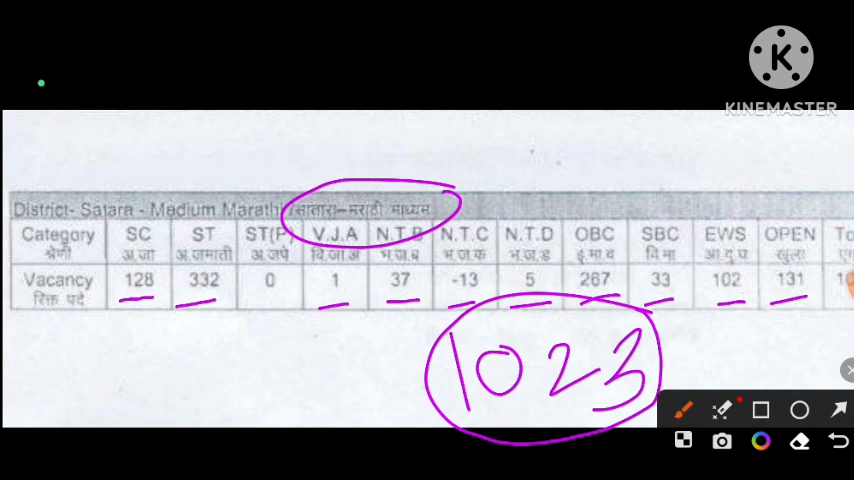 KINEMASTER
District- Satara - Medium Marathi सातारा-मराठी माध्यम
Category SC ST ST(P) V.J.A N.T.B N.T.C N.T.D OBC SBC EWS OPEN
श्रेणी अ.जा अ.जमाती अ.जपे वि.जा.अ भ.ज.ब भ.ज.क भ.ज.ड इ.मा.व वि.मा आ.दु.घ खुला
Vacancy 128 332 0 1 37 -13 5 267 33 102 131
रिक्त पदे
1023